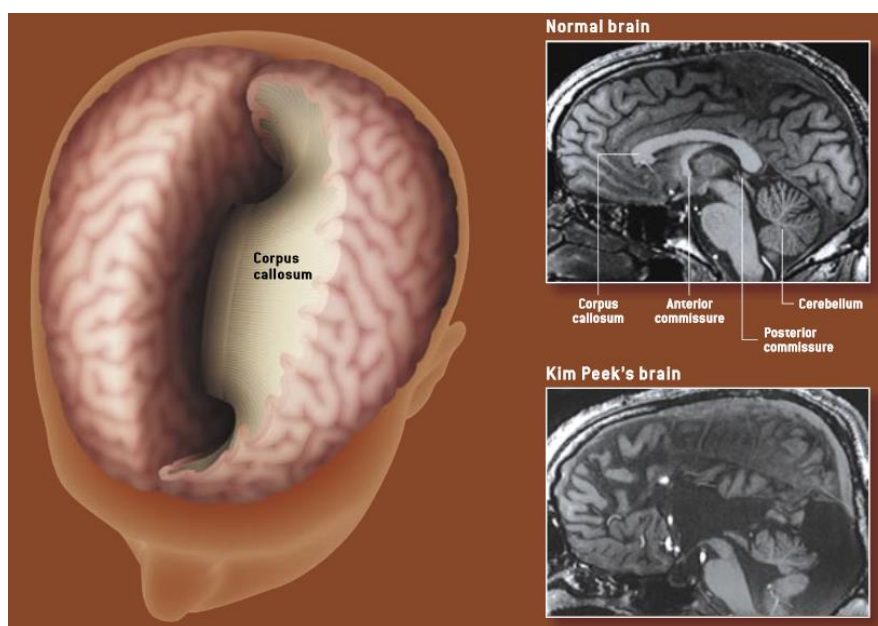 Normal brain
Corpus
callosum
Corpus
callosum
Anterior
commissure
Cerebellum
Posterior
commissure
Kim Peek's brain